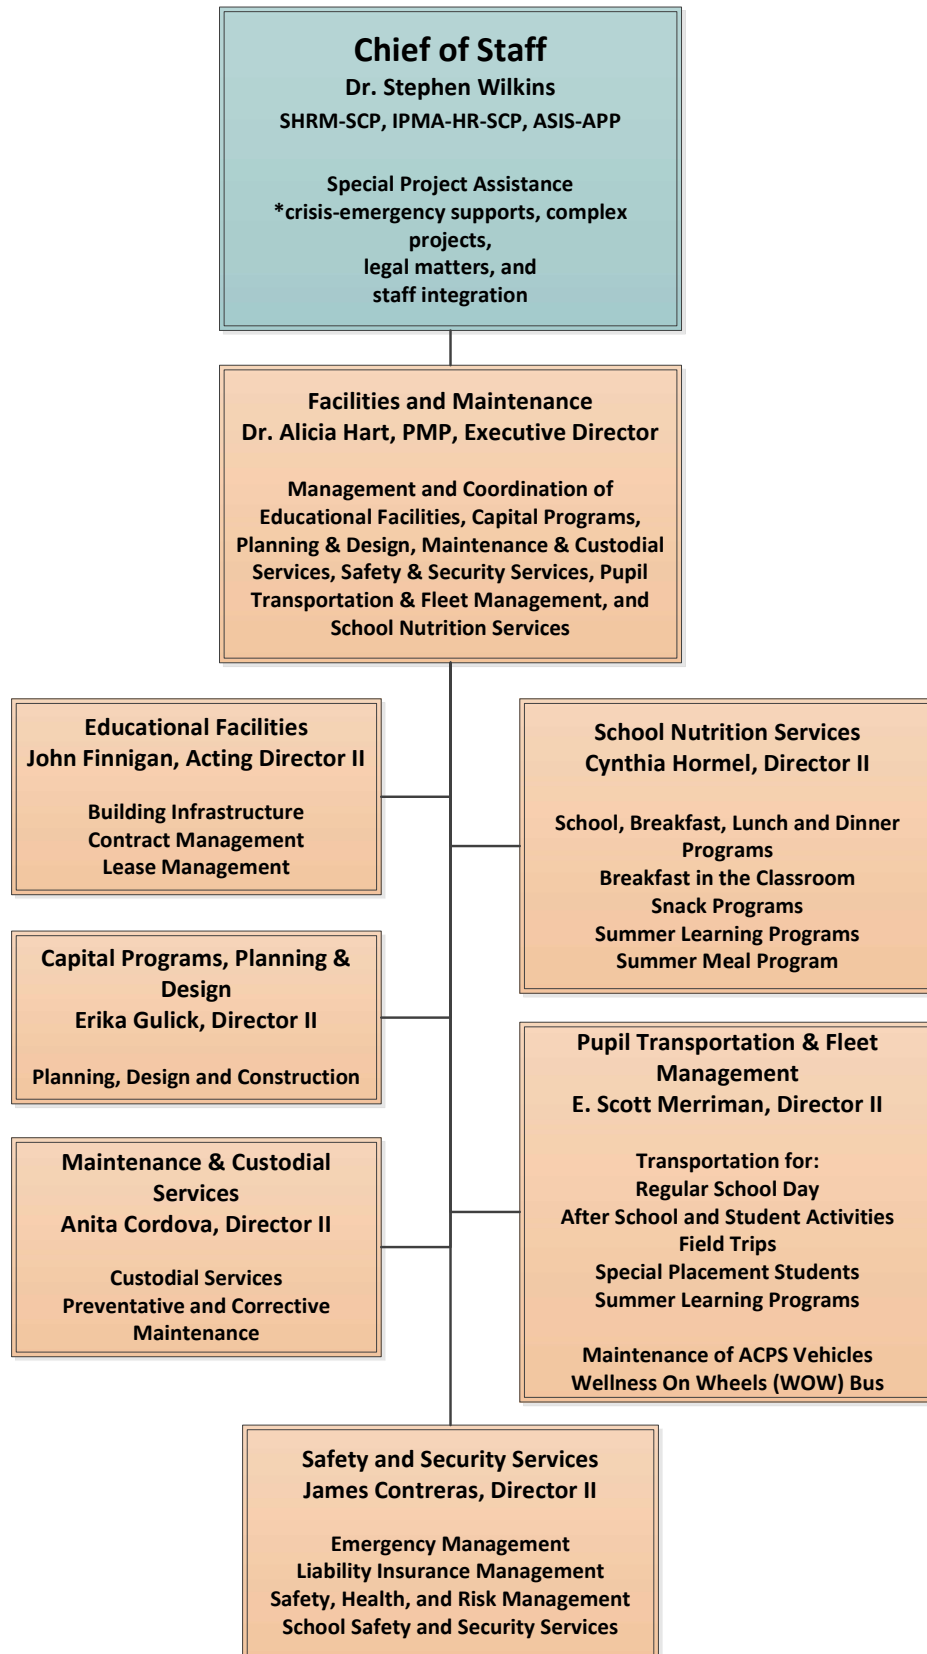 Chief of Staff
Dr. Stephen Wilkins
SHRM-SCP, IPMA-HR-SCP, ASIS-APP
Special Project Assistance
*crisis-emergency supports, complex
projects,
legal matters, and
staff integration
Facilities and Maintenance
Dr. Alicia Hart, PMP, Executive Director
Management and Coordination of
Educational Facilities, Capital Programs,
Planning & Design, Maintenance & Custodial
Services, Safety & Security Services, Pupil
Transportation & Fleet Management, and
School Nutrition Services
Educational Facilities
John Finnigan, Acting Director II
Building Infrastructure
Contract Management
Lease Management
School Nutrition Services
Cynthia Hormel, Director II
School, Breakfast, Lunch and Dinner
Programs
Breakfast in the Classroom
Snack Programs
Summer Learning Programs
Summer Meal Program
Capital Programs, Planning &
Design
Erika Gulick, Director II
Planning, Design and Construction
Pupil Transportation & Fleet
Management
E. Scott Merriman, Director II
Transportation for:
Regular School Day
After School and Student Activities
Field Trips
Special Placement Students
Summer Learning Programs
Maintenance of ACPS Vehicles
Wellness On Wheels (WOW) Bus
Maintenance & Custodial
Services
Anita Cordova, Director II
Custodial Services
Preventative and Corrective
Maintenance
Safety and Security Services
James Contreras, Director II
Emergency Management
Liability Insurance Management
Safety, Health, and Risk Management
School Safety and Security Services